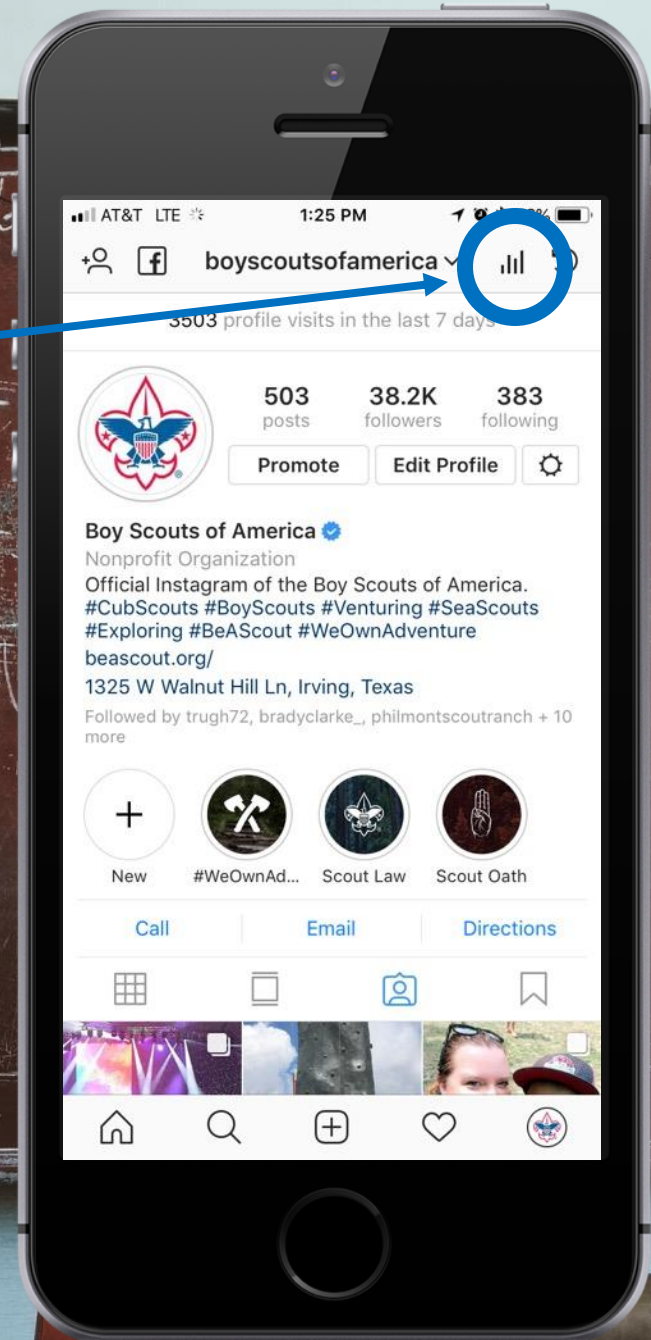 AT&T LTE 1:25 PM
boyscoutsofamerica
3503 profile visits in the last 7 days
503 38.2K 383
posts followers following
Promote Edit Profile
Boy Scouts of America
Nonprofit Organization
Official Instagram of the Boy Scouts of America.
#CubScouts #BoyScouts #Venturing #SeaScouts
#Exploring #BeAScout #WeOwnAdventure
beascout.org/
1325 W Walnut Hill Ln, Irving, Texas
Followed by trugh72, bradyclarke_, philmontscoutranch + 10
more
New #WeOwnAd... Scout Law Scout Oath
Call Email Directions